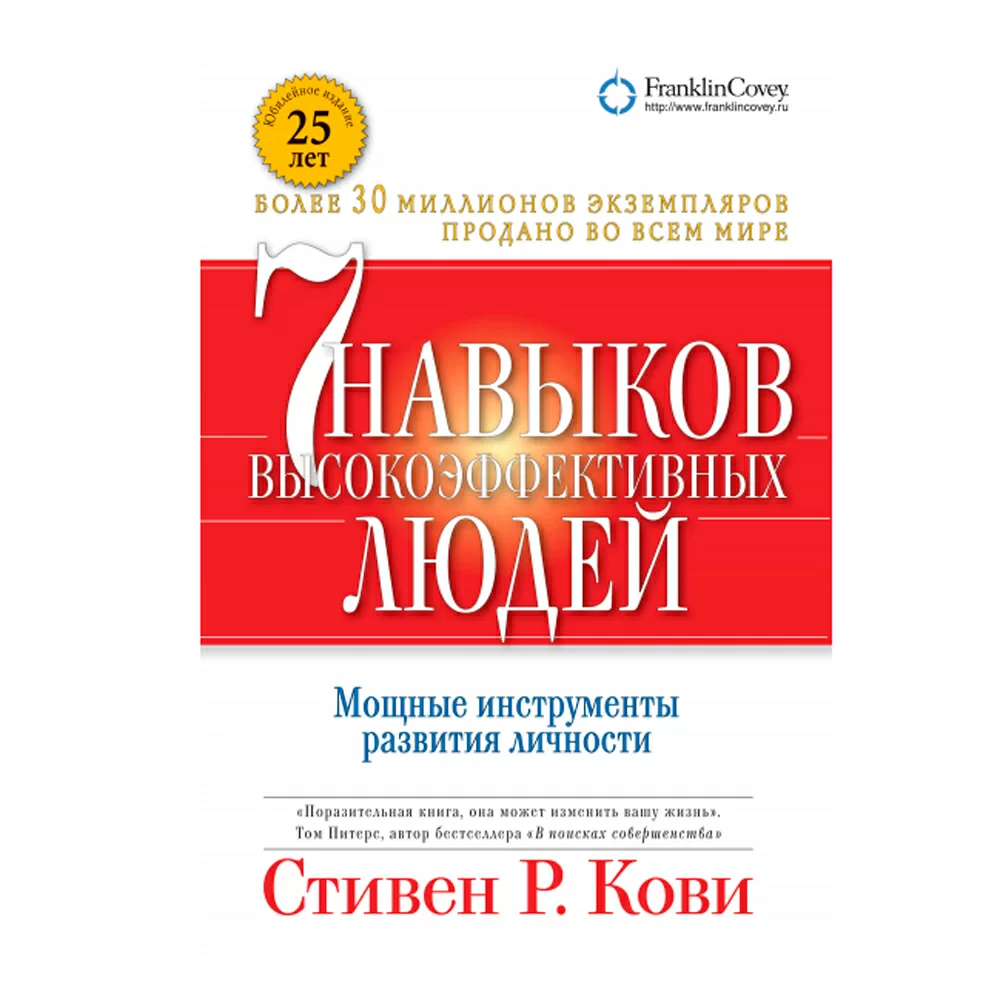 Юбилейное издание
25
лет
FranklinCovey
http://www.franklincovey.ru
БОЛЕЕ 30 МИЛЛИОНОВ ЭКЗЕМПЛЯРОВ
ПРОДАНО ВО ВСЕМ МИРЕ
7 НАВЫКОВ
ВЫСОКОЭФФЕКТИВНЫХ
ЛЮДЕЙ
Мощные инструменты
развития личности
«Поразительная книга, она может изменить вашу жизнь».
Том Питерс, автор бестселлера «В поисках совершенства»
Стивен Р. Кови